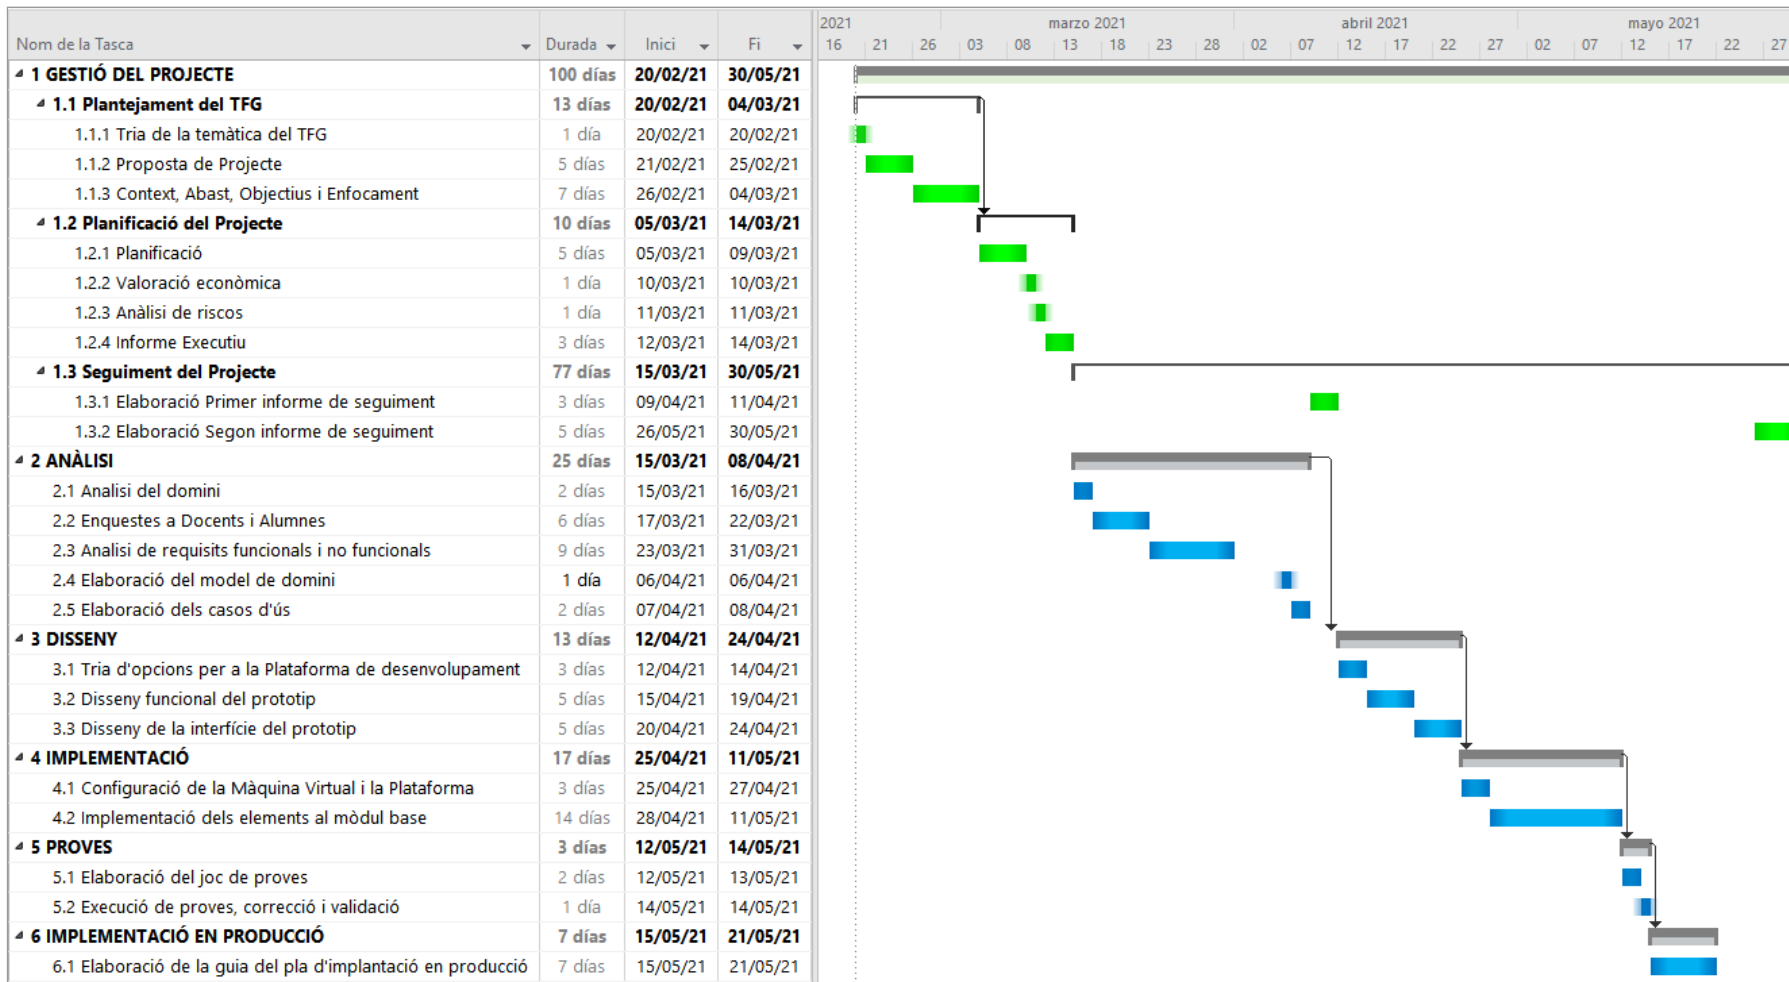 2021 marzo 2021 abril 2021 mayo 2021
Nom de la Tasca Durada Inici Fi 16 21 26 03 08 13 18 23 28 02 07 12 17 22 27 02 07 12 17 22 27
1 GESTIÓ DEL PROJECTE 100 días 20/02/21 30/05/21
1.1 Plantejament del TFG 13 días 20/02/21 04/03/21
1.1.1 Tria de la temàtica del TFG 1 día 20/02/21 20/02/21
1.1.2 Proposta de Projecte 5 días 21/02/21 25/02/21
1.1.3 Context, Abast, Objectius i Enfocament 7 días 26/02/21 04/03/21
1.2 Planificació del Projecte 10 días 05/03/21 14/03/21
1.2.1 Planificació 5 días 05/03/21 09/03/21
1.2.2 Valoració econòmica 1 día 10/03/21 10/03/21
1.2.3 Anàlisi de riscos 1 día 11/03/21 11/03/21
1.2.4 Informe Executiu 3 días 12/03/21 14/03/21
1.3 Seguiment del Projecte 77 días 15/03/21 30/05/21
1.3.1 Elaboració Primer informe de seguiment 3 días 09/04/21 11/04/21
1.3.2 Elaboració Segon informe de seguiment 5 días 26/05/21 30/05/21
2 ANÀLISI 25 días 15/03/21 08/04/21
2.1 Analisi del domini 2 días 15/03/21 16/03/21
2.2 Enquestes a Docents i Alumnes 6 días 17/03/21 22/03/21
2.3 Analisi de requisits funcionals i no funcionals 9 días 23/03/21 31/03/21
2.4 Elaboració del model de domini 1 día 06/04/21 06/04/21
2.5 Elaboració dels casos d'ús 2 días 07/04/21 08/04/21
3 DISSENY 13 días 12/04/21 24/04/21
3.1 Tria d'opcions per a la Plataforma de desenvolupament 3 días 12/04/21 14/04/21
3.2 Disseny funcional del prototip 5 días 15/04/21 19/04/21
3.3 Disseny de la interfície del prototip 5 días 20/04/21 24/04/21
4 IMPLEMENTACIÓ 17 días 25/04/21 11/05/21
4.1 Configuració de la Màquina Virtual i la Plataforma 3 días 25/04/21 27/04/21
4.2 Implementació dels elements al mòdul base 14 días 28/04/21 11/05/21
5 PROVES 3 días 12/05/21 14/05/21
5.1 Elaboració del joc de proves 2 días 12/05/21 13/05/21
5.2 Execució de proves, correcció i validació 1 día 14/05/21 14/05/21
6 IMPLEMENTACIÓ EN PRODUCCIÓ 7 días 15/05/21 21/05/21
6.1 Elaboració de la guia del pla d'implantació en producció 7 días 15/05/21 21/05/21